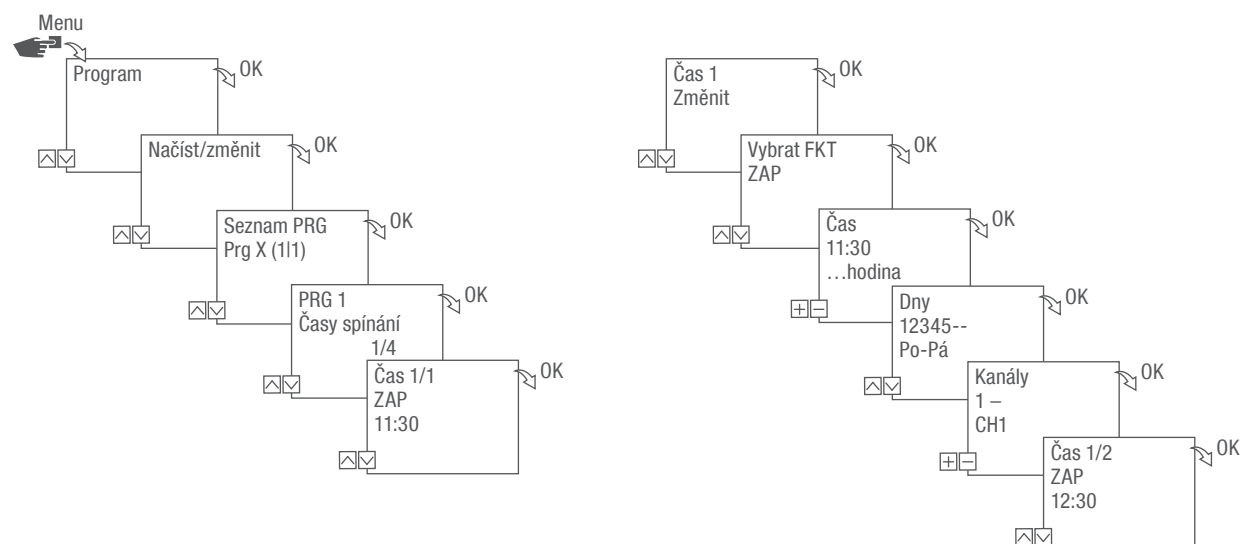 Menu
Program
OK
Načíst/změnit
OK
Seznam PRG
Prg X (1|1)
OK
PRG 1
Časy spínání
1/4
OK
Čas 1/1
ZAP
11:30
OK
Čas 1
Změnit
OK
Vybrat FKT
ZAP
OK
Čas
11:30
…hodina
OK
Dny
12345--
Po-Pá
OK
Kanály
1 –
CH1
OK
Čas 1/2
ZAP
12:30
OK